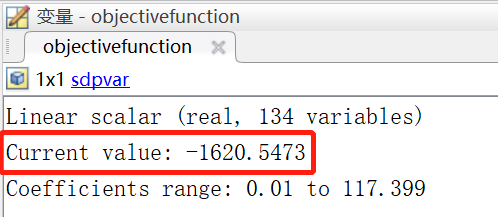 变量 - objectivefunction
objectivefunction
1x1 sdpvar
Linear scalar (real, 134 variables)
Current value: -1620.5473
Coefficients range: 0.01 to 117.399